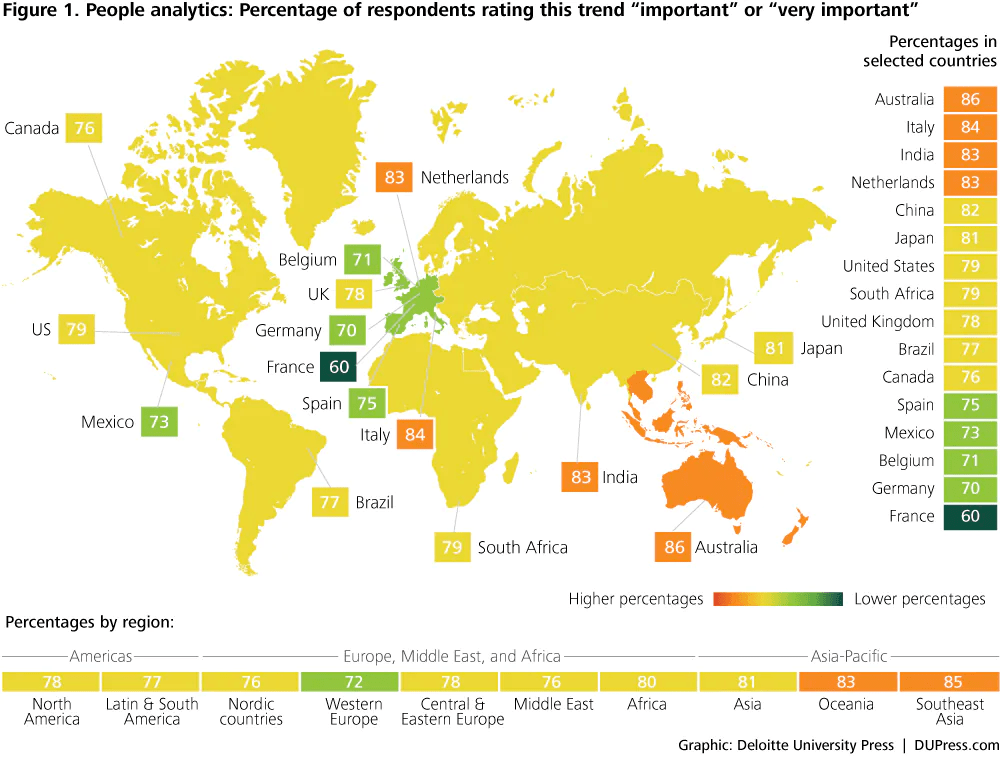 Figure 1. People analytics: Percentage of respondents rating this trend “important” or “very important”
Percentages in
selected countries
Australia 86
Italy 84
India 83
Netherlands 83
China 82
Japan 81
United States 79
South Africa 79
United Kingdom 78
Brazil 77
Canada 76
Spain 75
Mexico 73
Belgium 71
Germany 70
France 60
Canada 76
83 Netherlands
Belgium 71
UK 78
US 79
Germany 70
81 Japan
France 60
82 China
Spain 75
Mexico 73
Italy 84
83 India
77 Brazil
79 South Africa
86 Australia
Higher percentages Lower percentages
Percentages by region:
Americas Europe, Middle East, and Africa Asia-Pacific
78 77 76 72 78 76 80 81 83 85
North Latin & South Nordic Western Central & Middle East Africa Asia Oceania Southeast
America America countries Europe Eastern Europe Asia
Graphic: Deloitte University Press | DUPress.com